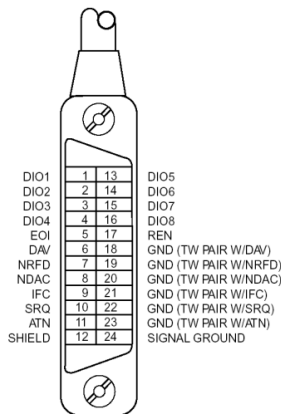 DIO1 1 13 DIO5
DIO2 2 14 DIO6
DIO3 3 15 DIO7
DIO4 4 16 DIO8
EOI 5 17 REN
DAV 6 18 GND (TW PAIR W/DAV)
NRFD 7 19 GND (TW PAIR W/NRFD)
NDAC 8 20 GND (TW PAIR W/NDAC)
IFC 9 21 GND (TW PAIR W/IFC)
SRQ 10 22 GND (TW PAIR W/SRQ)
ATN 11 23 GND (TW PAIR W/ATN)
SHIELD 12 24 SIGNAL GROUND